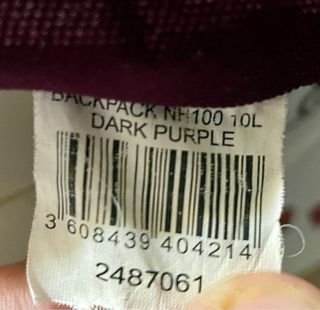 BACKPACK NH100 10L
DARK PURPLE
3 608439 404214
2487061